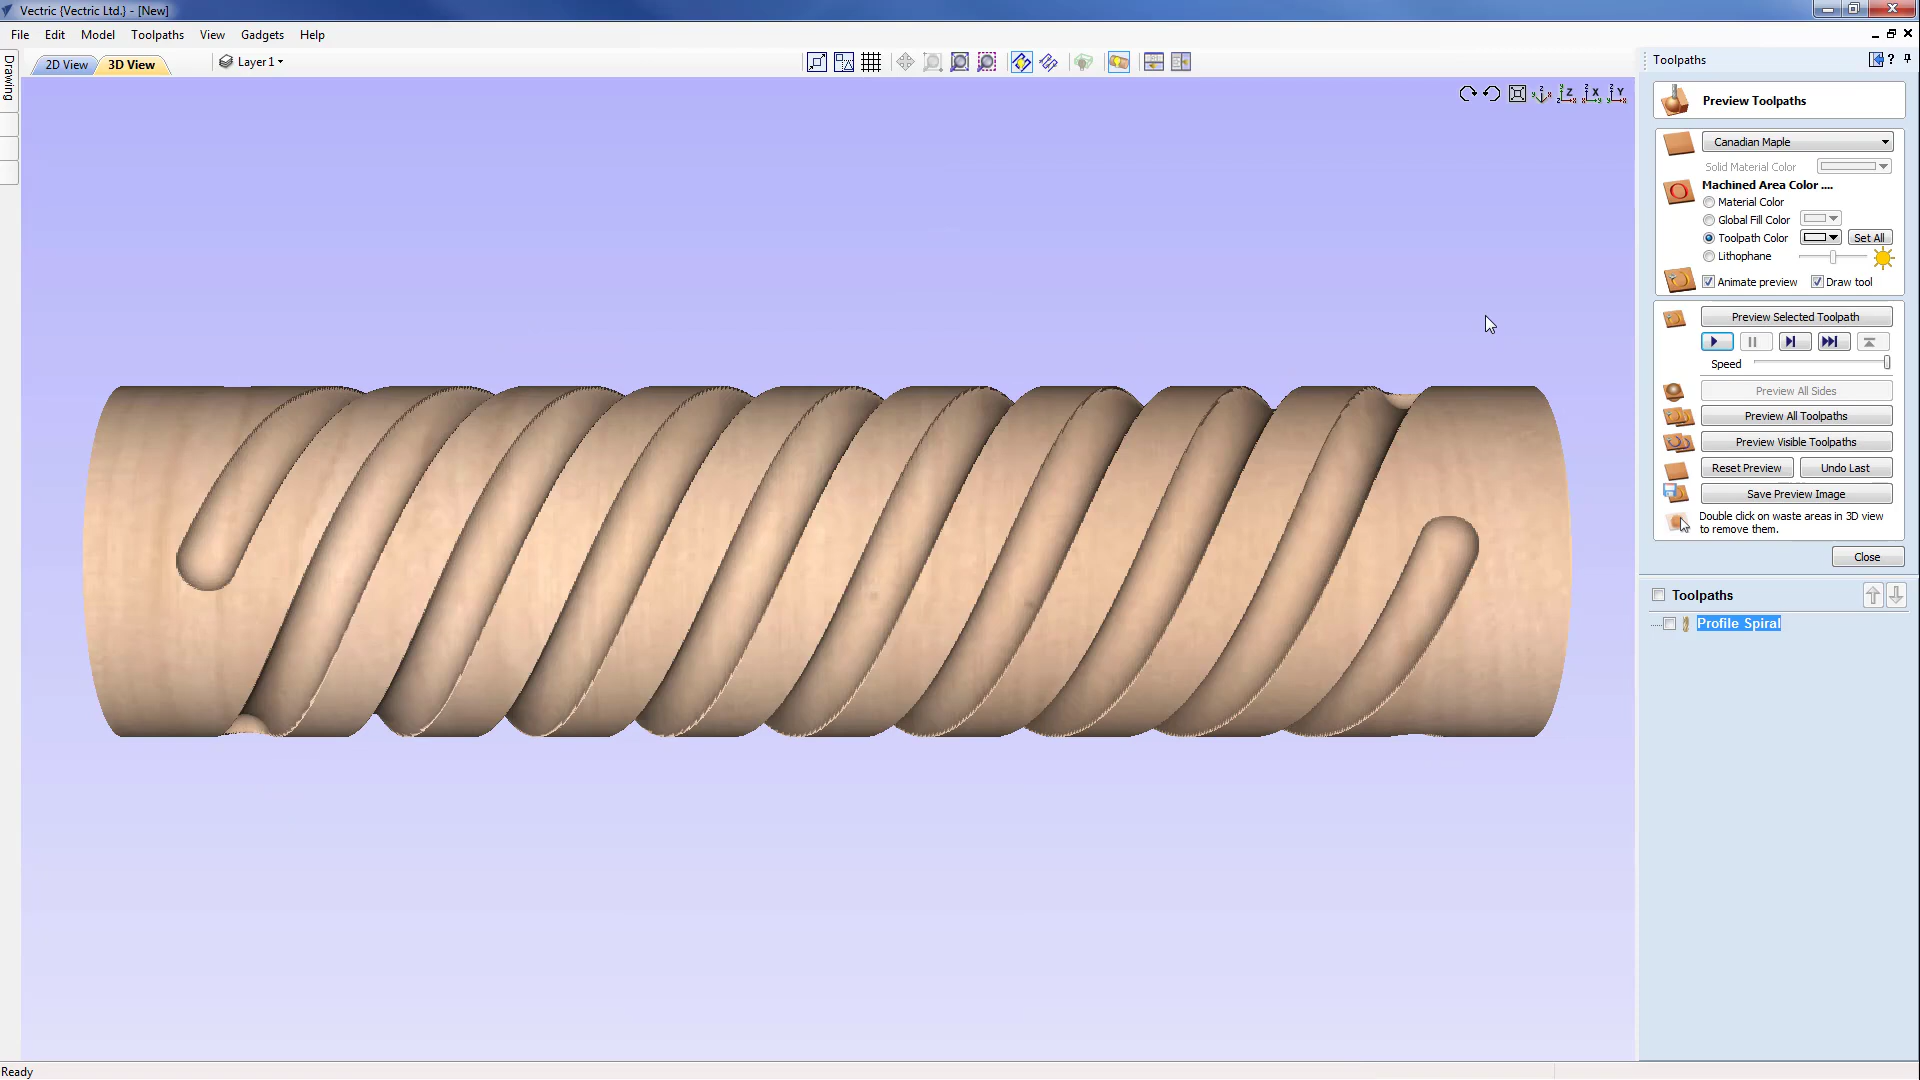 Vectric {Vectric Ltd.} - [New]
File Edit Model Toolpaths View Gadgets Help
Drawing
2D View 3D View Layer 1
Toolpaths
Preview Toolpaths
Canadian Maple
Solid Material Color
Machined Area Color ....
Material Color
Global Fill Color
Toolpath Color Set All
Lithophane
Animate preview Draw tool
Preview Selected Toolpath
Speed
Preview All Sides
Preview All Toolpaths
Preview Visible Toolpaths
Reset Preview Undo Last
Save Preview Image
Double click on waste areas in 3D view
to remove them.
Close
Toolpaths
Profile Spiral
Ready